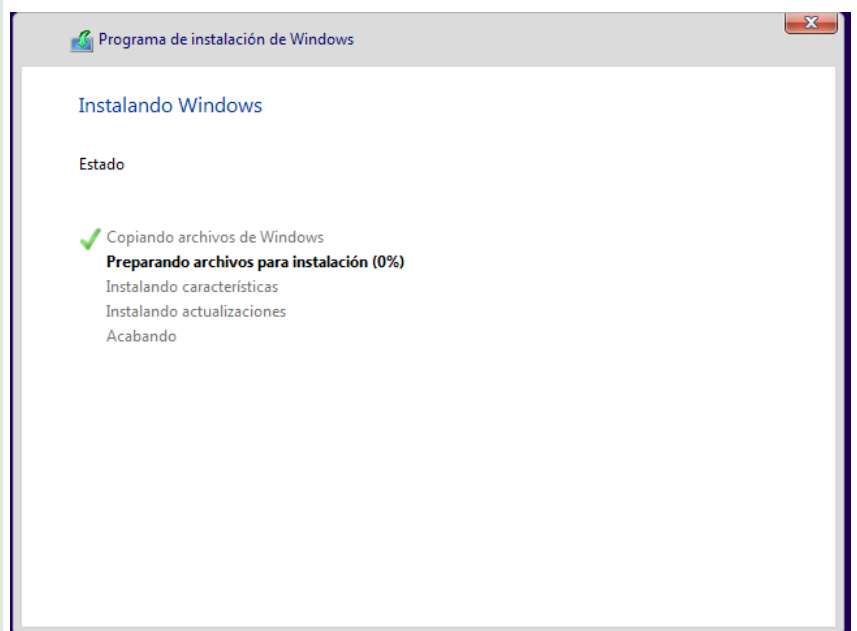 Programa de instalación de Windows
Instalando Windows
Estado
Copiando archivos de Windows
Preparando archivos para instalación (0%)
Instalando características
Instalando actualizaciones
Acabando